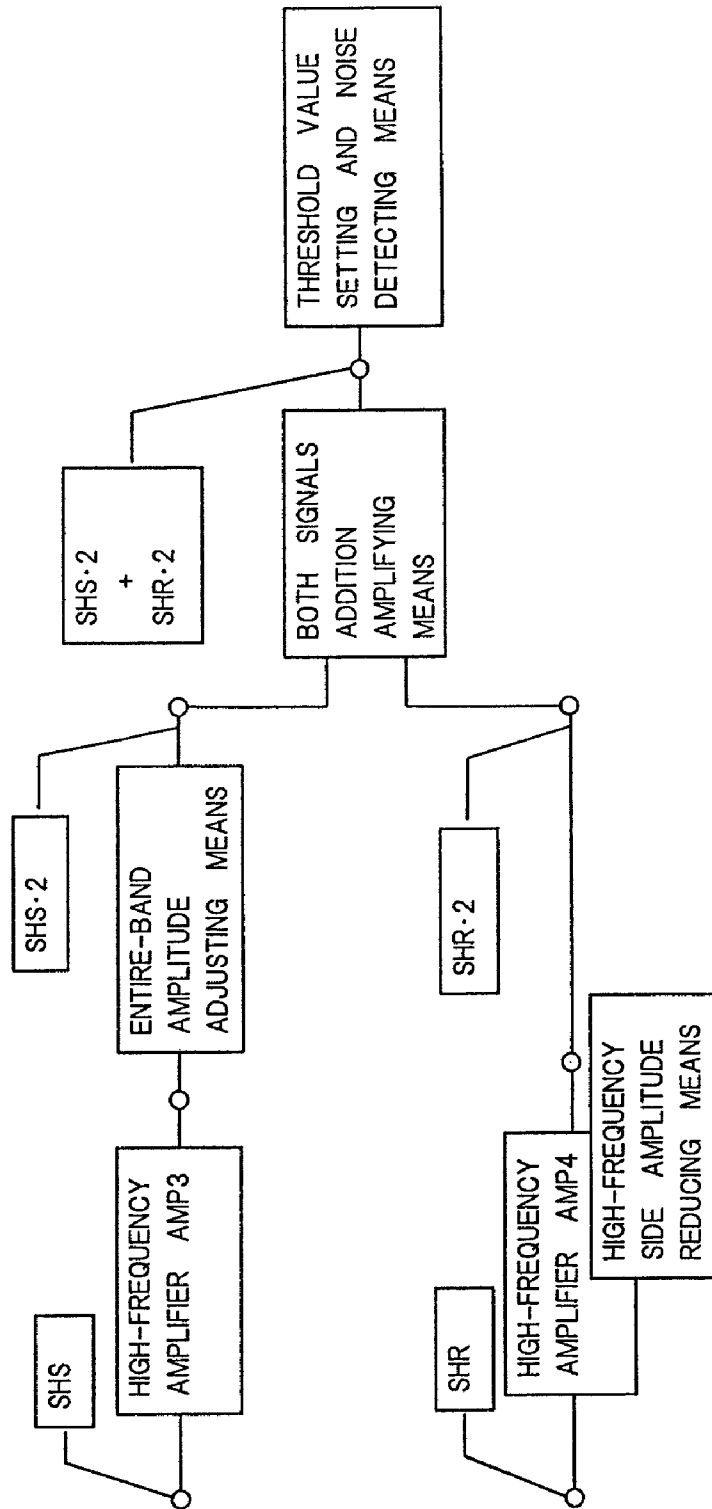 SHS
HIGH-FREQUENCY
AMPLIFIER AMP3
ENTIRE-BAND
AMPLITUDE
ADJUSTING MEANS
SHS·2
SHR
HIGH-FREQUENCY
AMPLIFIER AMP4
HIGH-FREQUENCY
SIDE AMPLITUDE
REDUCING MEANS
SHR·2
BOTH SIGNALS
ADDITION
AMPLIFYING
MEANS
SHS·2
+
SHR·2
THRESHOLD VALUE
SETTING AND NOISE
DETECTING MEANS